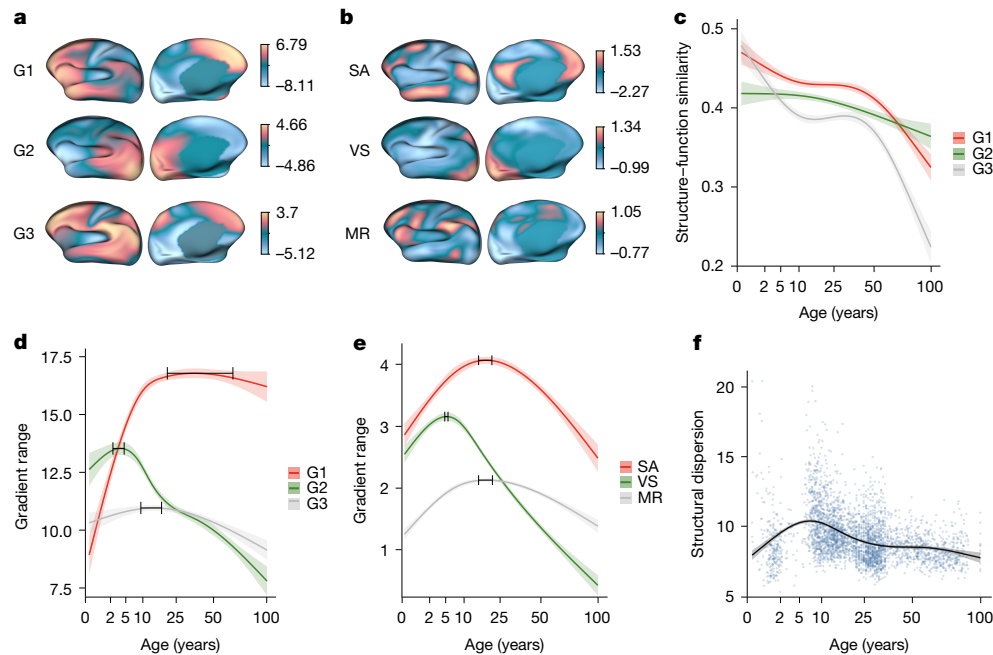 a
G1
6.79
−8.11
G2
4.66
−4.86
G3
3.7
−5.12
b
SA
1.53
−2.27
VS
1.34
−0.99
MR
1.05
−0.77
c
Structure–function similarity
0.5
0.4
0.3
0.2
0 2 5 10 25 50 100
Age (years)
G1
G2
G3
d
Gradient range
17.5
15.0
12.5
10.0
7.5
0 2 5 10 25 50 100
Age (years)
G1
G2
G3
e
Gradient range
4
3
2
1
0 2 5 10 25 50 100
Age (years)
SA
VS
MR
f
Structural dispersion
20
15
10
5
0 2 5 10 25 50 100
Age (years)